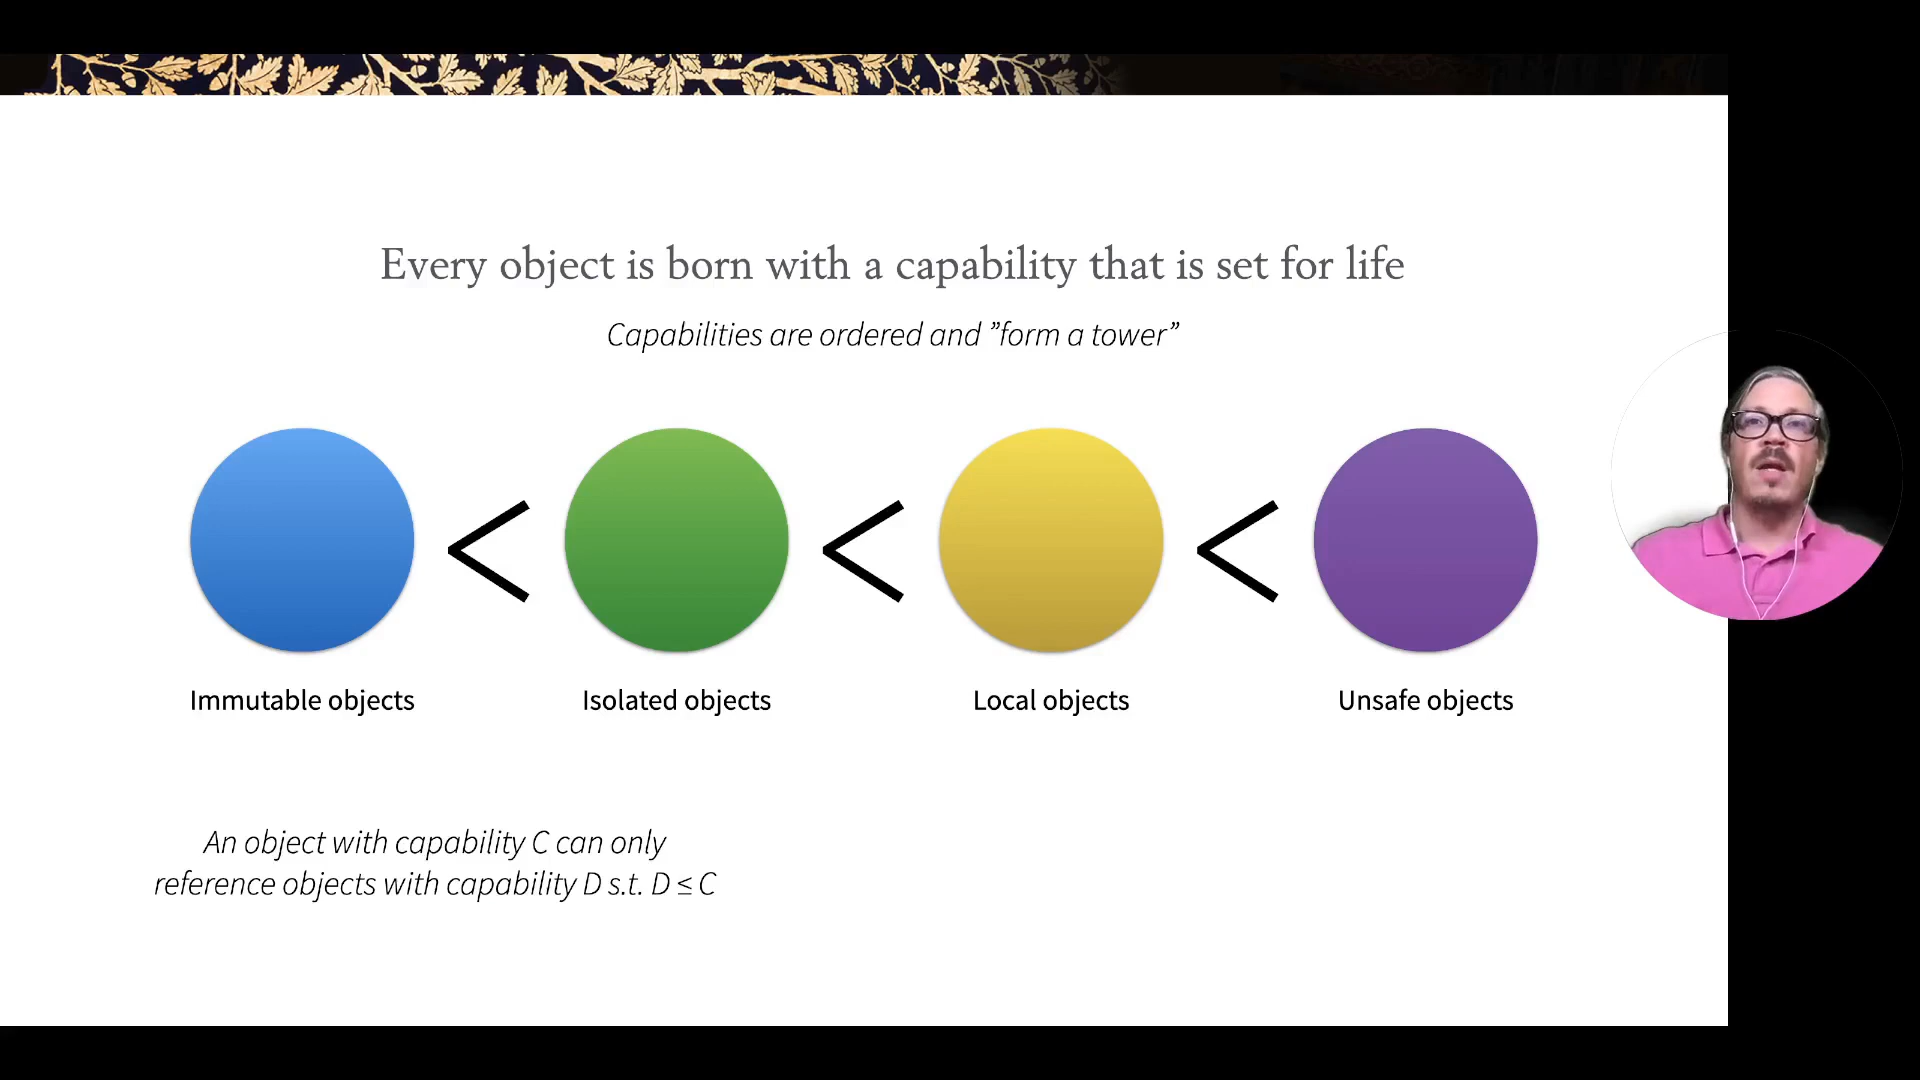 Every object is born with a capability that is set for life
Capabilities are ordered and ”form a tower”
<
<
<
Immutable objects
Isolated objects
Local objects
Unsafe objects
An object with capability C can only
reference objects with capability D s.t. D ≤ C